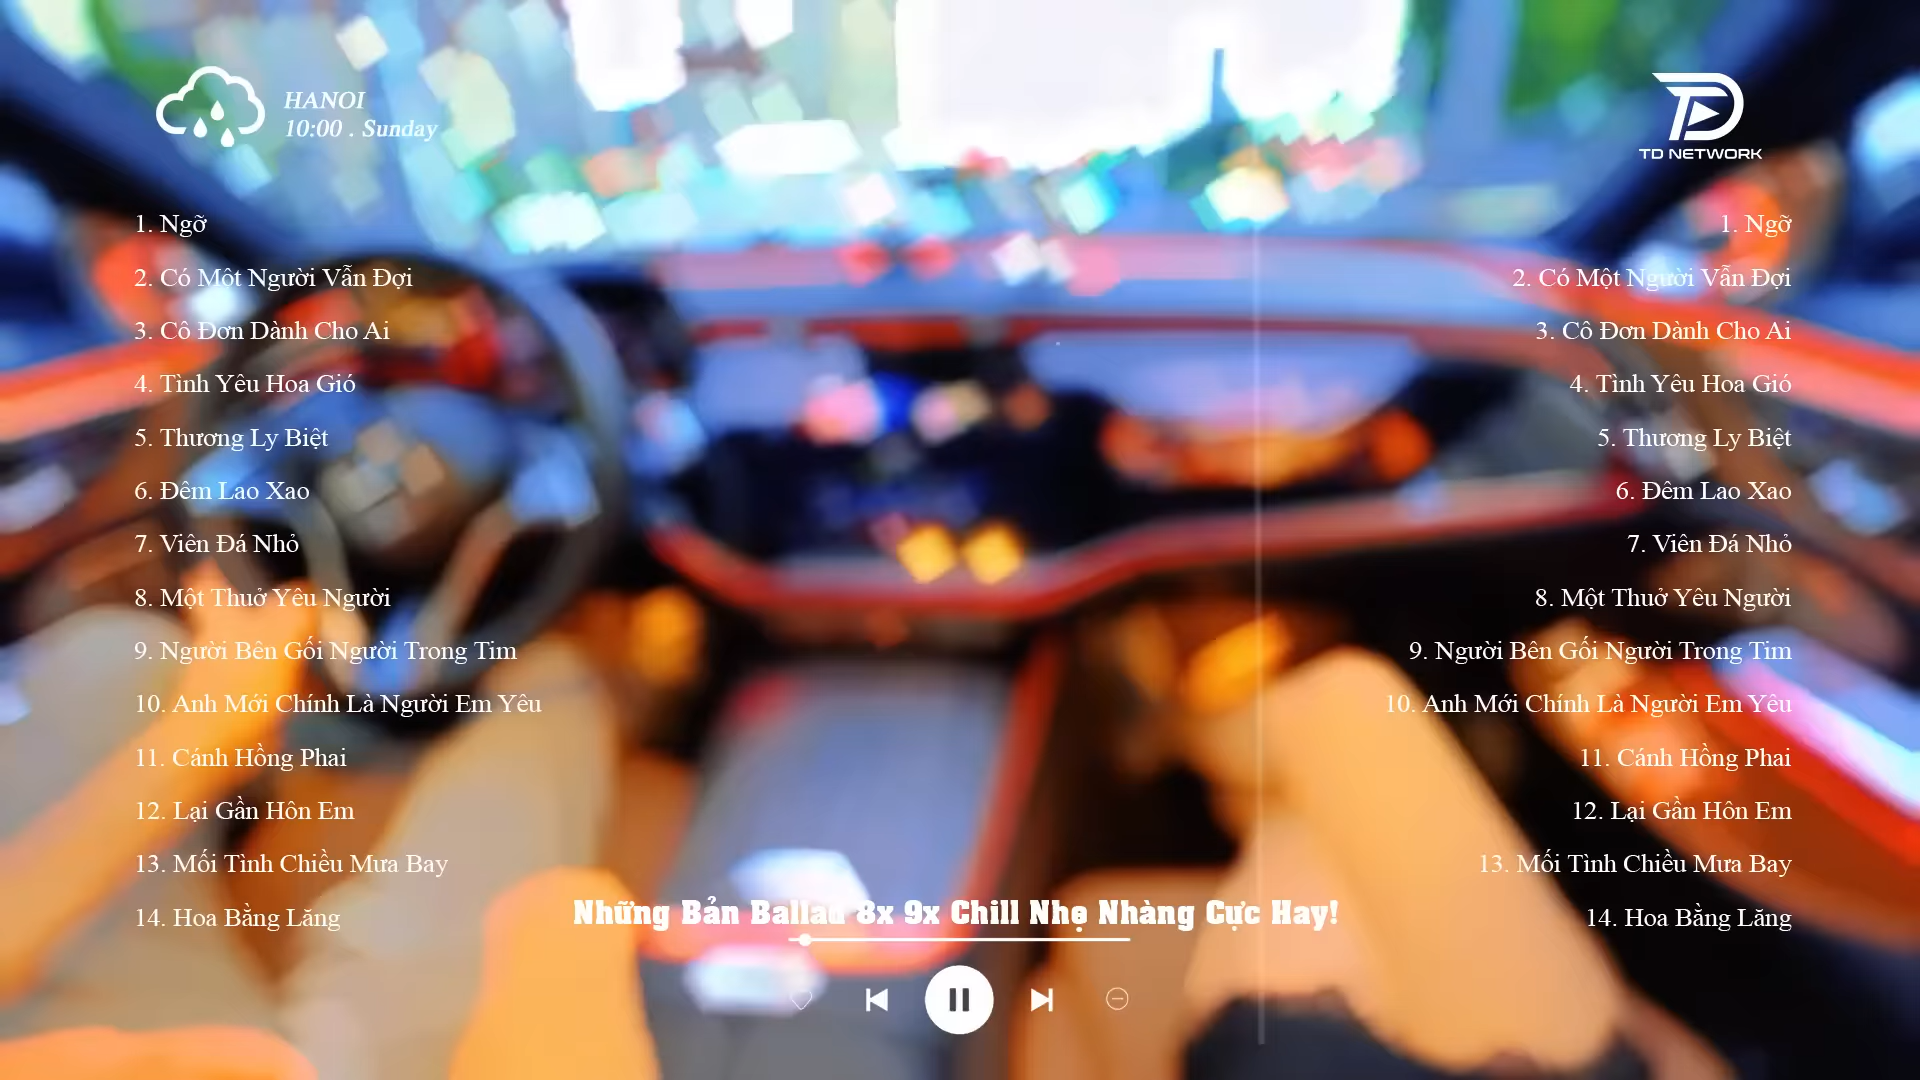 HANOI
10:00 . Sunday
TD NETWORK
1. Ngỡ
2. Có Một Người Vẫn Đợi
3. Cô Đơn Dành Cho Ai
4. Tình Yêu Hoa Gió
5. Thương Ly Biệt
6. Đêm Lao Xao
7. Viên Đá Nhỏ
8. Một Thuở Yêu Người
9. Người Bên Gối Người Trong Tim
10. Anh Mới Chính Là Người Em Yêu
11. Cánh Hồng Phai
12. Lại Gần Hôn Em
13. Mối Tình Chiều Mưa Bay
14. Hoa Bằng Lăng
1. Ngỡ
2. Có Một Người Vẫn Đợi
3. Cô Đơn Dành Cho Ai
4. Tình Yêu Hoa Gió
5. Thương Ly Biệt
6. Đêm Lao Xao
7. Viên Đá Nhỏ
8. Một Thuở Yêu Người
9. Người Bên Gối Người Trong Tim
10. Anh Mới Chính Là Người Em Yêu
11. Cánh Hồng Phai
12. Lại Gần Hôn Em
13. Mối Tình Chiều Mưa Bay
14. Hoa Bằng Lăng
Những Bản Ballad 8x 9x Chill Nhẹ Nhàng Cực Hay!